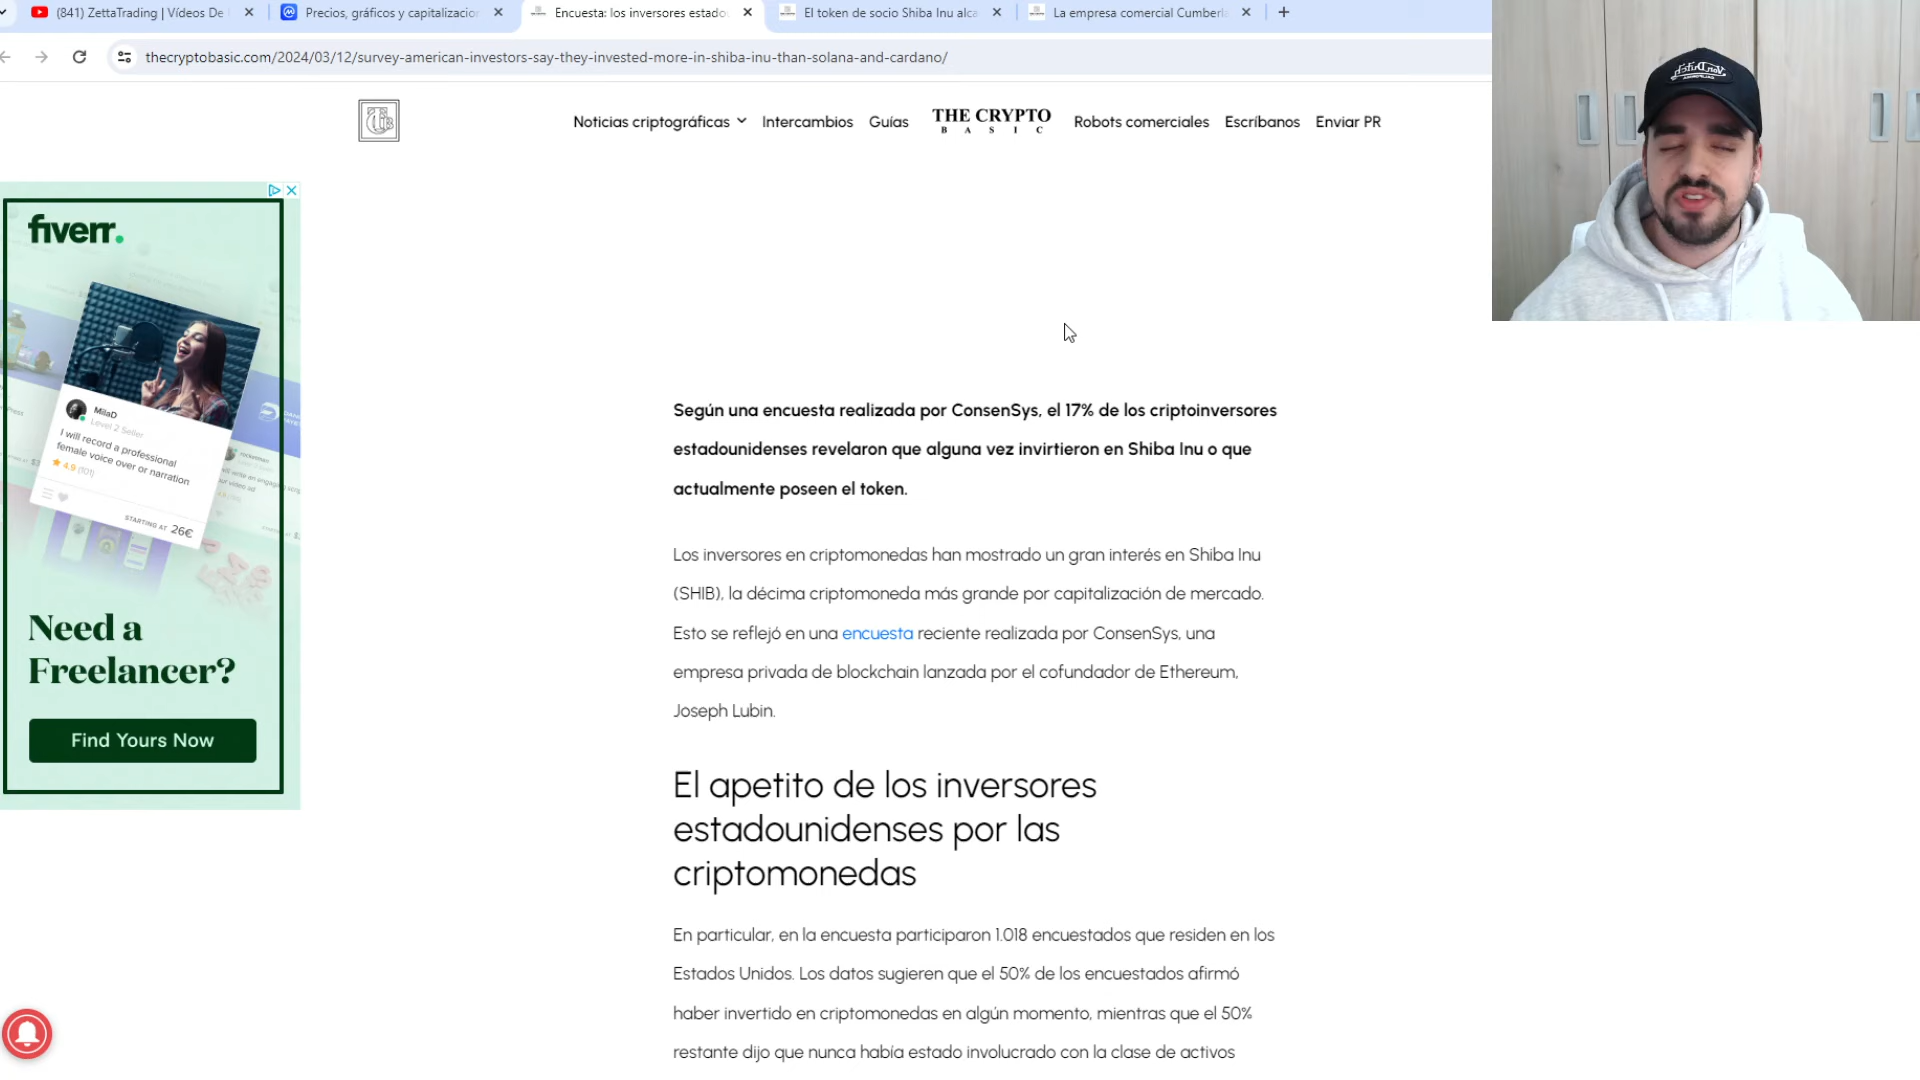 (841) ZettaTrading | Vídeos De
Precios, gráficos y capitalizacio
Encuesta: los inversores estado
El token de socio Shiba Inu alca
La empresa comercial Cumberla
thecryptobasic.com/2024/03/12/survey-american-investors-say-they-invested-more-in-shiba-inu-than-solana-and-cardano/
Noticias criptográficas
Intercambios
Guías
THE CRYPTO
BASIC
Robots comerciales
Escríbanos
Enviar PR
fiverr.
MilaD
Level 2 Seller
I will record a professional
female voice over or narration
4.9 (101)
STARTING AT 26€
Need a
Freelancer?
Find Yours Now
Según una encuesta realizada por ConsenSys, el 17% de los criptoinversores
estadounidenses revelaron que alguna vez invirtieron en Shiba Inu o que
actualmente poseen el token.
Los inversores en criptomonedas han mostrado un gran interés en Shiba Inu
(SHIB), la décima criptomoneda más grande por capitalización de mercado.
Esto se reflejó en una encuesta reciente realizada por ConsenSys, una
empresa privada de blockchain lanzada por el cofundador de Ethereum,
Joseph Lubin.
El apetito de los inversores
estadounidenses por las
criptomonedas
En particular, en la encuesta participaron 1.018 encuestados que residen en los
Estados Unidos. Los datos sugieren que el 50% de los encuestados afirmó
haber invertido en criptomonedas en algún momento, mientras que el 50%
restante dijo que nunca había estado involucrado con la clase de activos